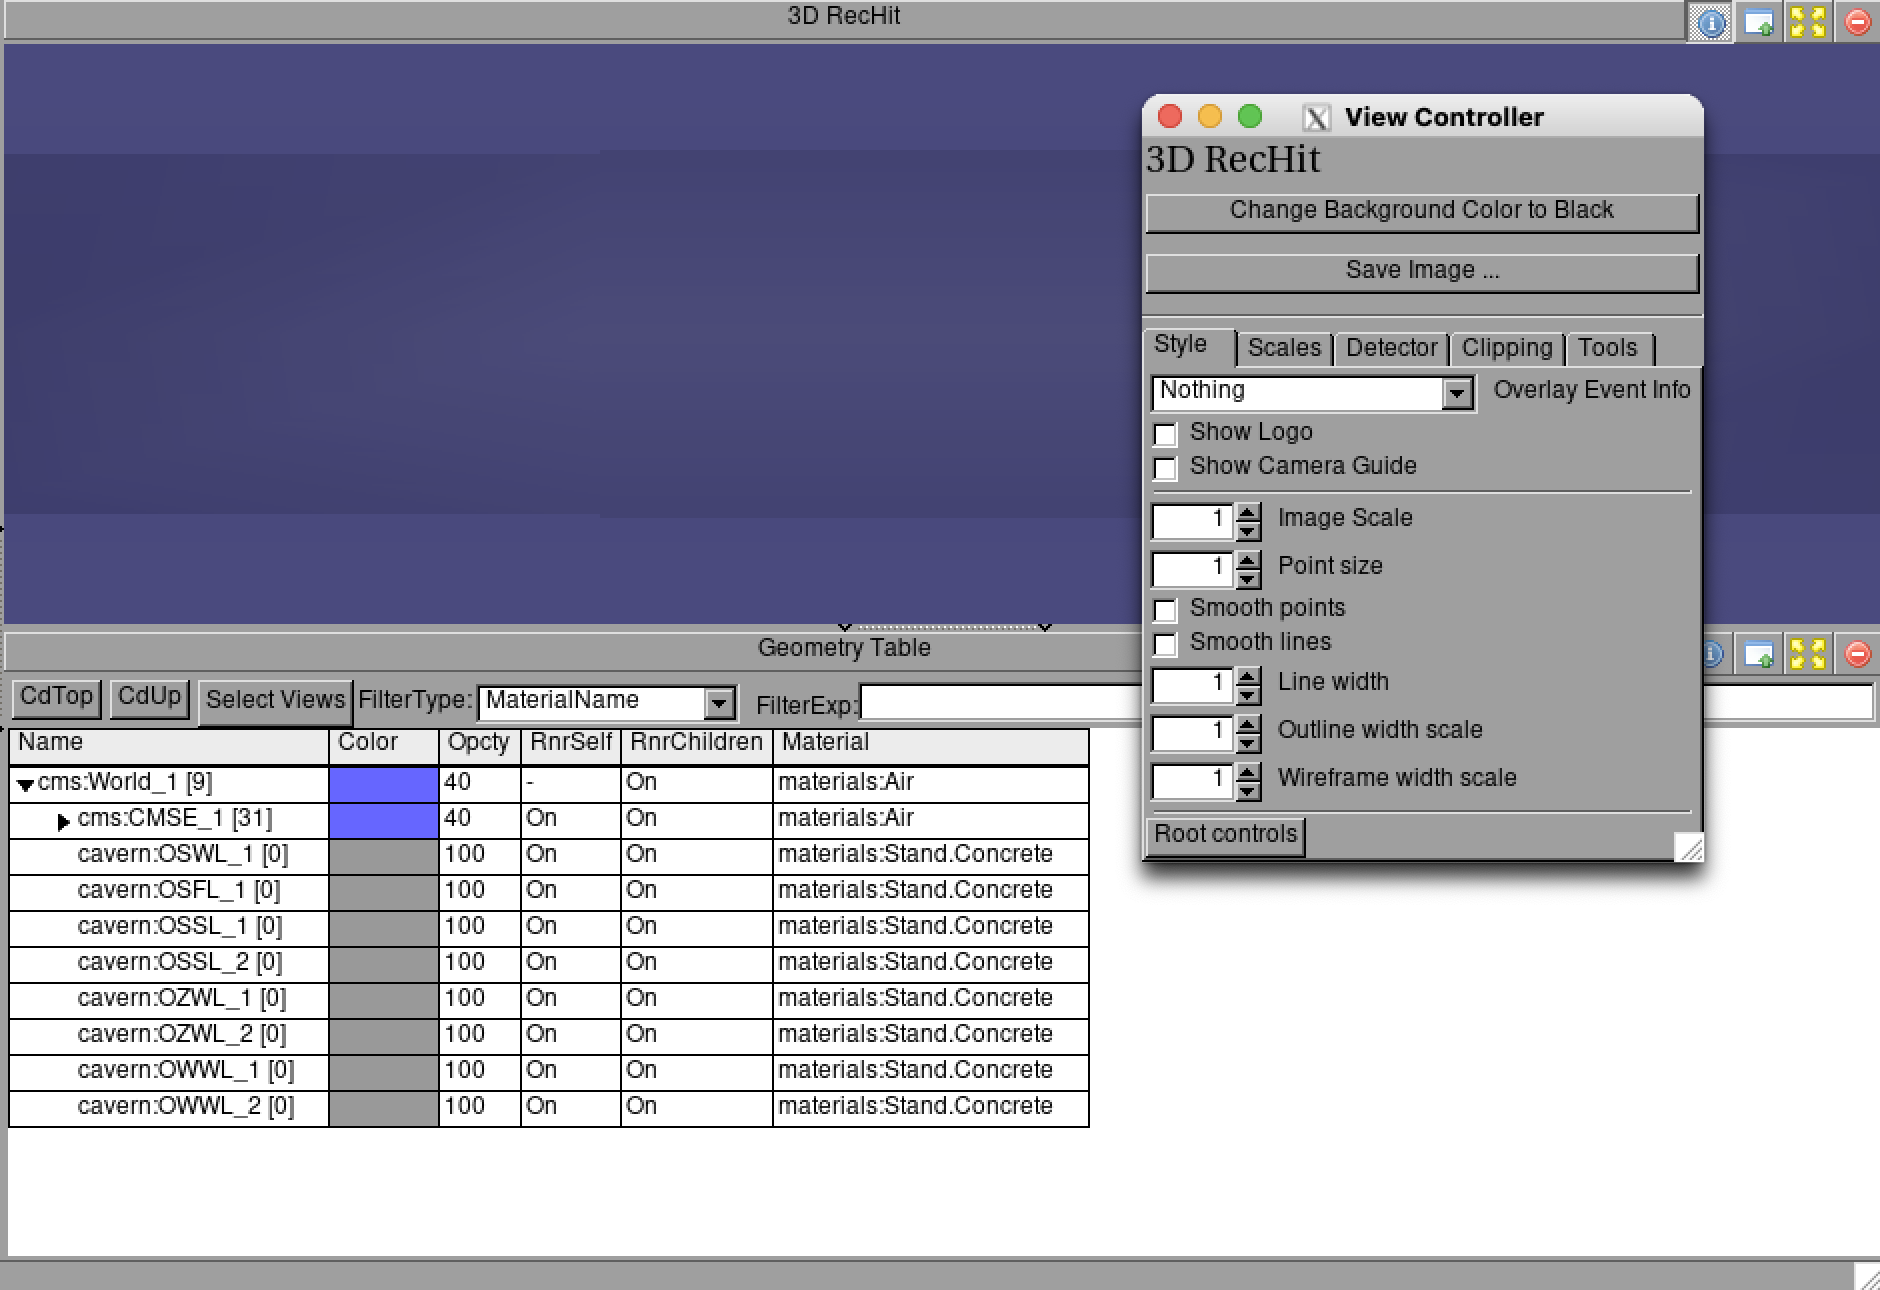 3D RecHit
View Controller
3D RecHit
Change Background Color to Black
Save Image ...
Style Scales Detector Clipping Tools
Nothing Overlay Event Info
Show Logo
Show Camera Guide
1 Image Scale
1 Point size
Smooth points
Smooth lines
1 Line width
1 Outline width scale
1 Wireframe width scale
Root controls
Geometry Table
CdTop CdUp Select Views FilterType: MaterialName FilterExp:
Name Color Opcty RnrSelf RnrChildren Material
cms:World_1 [9] 40 - On materials:Air
cms:CMSE_1 [31] 40 On On materials:Air
cavern:OSWL_1 [0] 100 On On materials:Stand.Concrete
cavern:OSFL_1 [0] 100 On On materials:Stand.Concrete
cavern:OSSL_1 [0] 100 On On materials:Stand.Concrete
cavern:OSSL_2 [0] 100 On On materials:Stand.Concrete
cavern:OZWL_1 [0] 100 On On materials:Stand.Concrete
cavern:OZWL_2 [0] 100 On On materials:Stand.Concrete
cavern:OWWL_1 [0] 100 On On materials:Stand.Concrete
cavern:OWWL_2 [0] 100 On On materials:Stand.Concrete